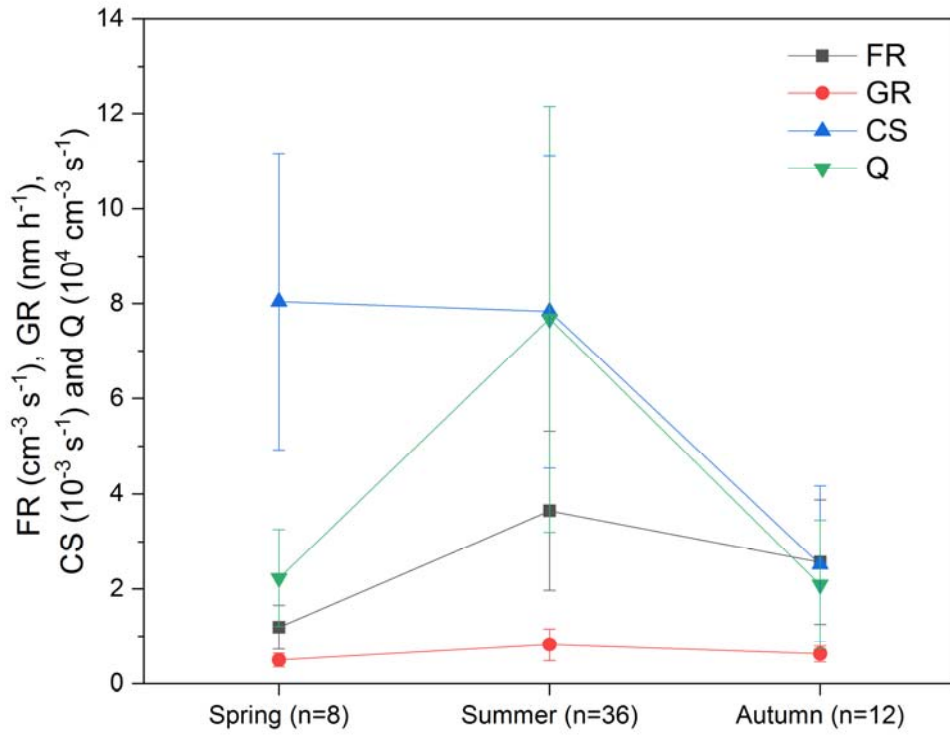 14
12
10
8
6
4
2
0
FR (cm⁻³ s⁻¹), GR (nm h⁻¹),
CS (10⁻³ s⁻¹) and Q (10⁴ cm⁻³ s⁻¹)
FR
GR
CS
Q
Spring (n=8) Summer (n=36) Autumn (n=12)